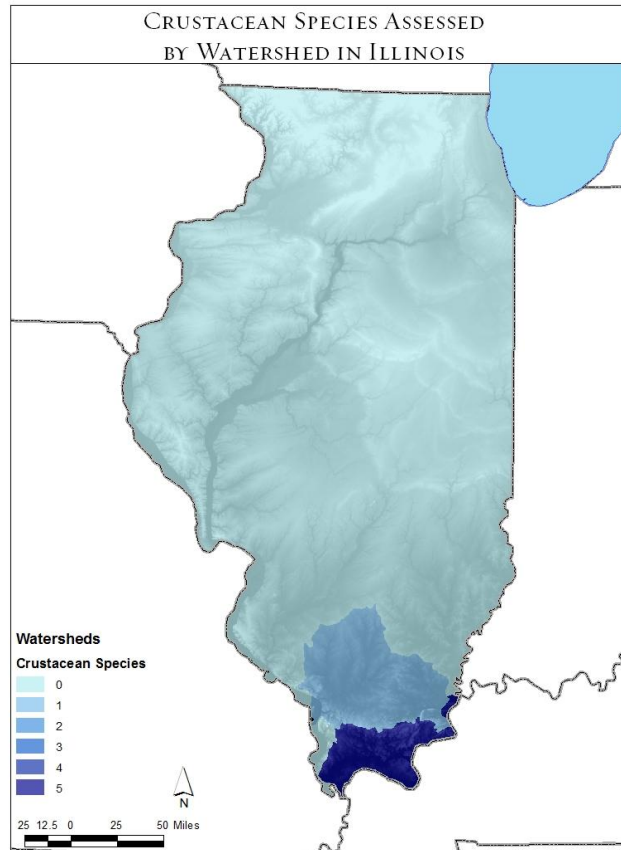 Crustacean Species Assessed
by Watershed in Illinois
Watersheds
Crustacean Species
0
1
2
3
4
5
N
25 12.5 0 25 50 Miles